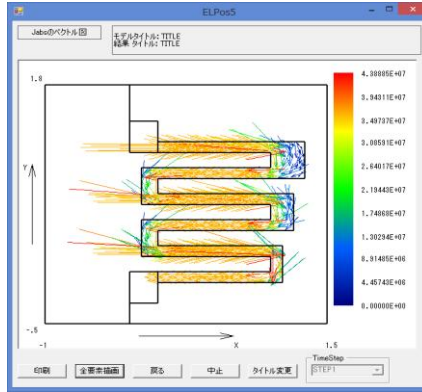 ELPos5
Jabsのベクトル図
モデルタイトル: TITLE
結果 タイトル: TITLE
1.8
Y
-.5
-1
X
1.5
4.38885E+07
3.94311E+07
3.49737E+07
3.00591E+07
2.64017E+07
2.19443E+07
1.74868E+07
1.30294E+07
8.91485E+06
4.45743E+06
0.00000E+00
印刷
全要素描画
戻る
中止
タイトル変更
TimeStep
STEP1